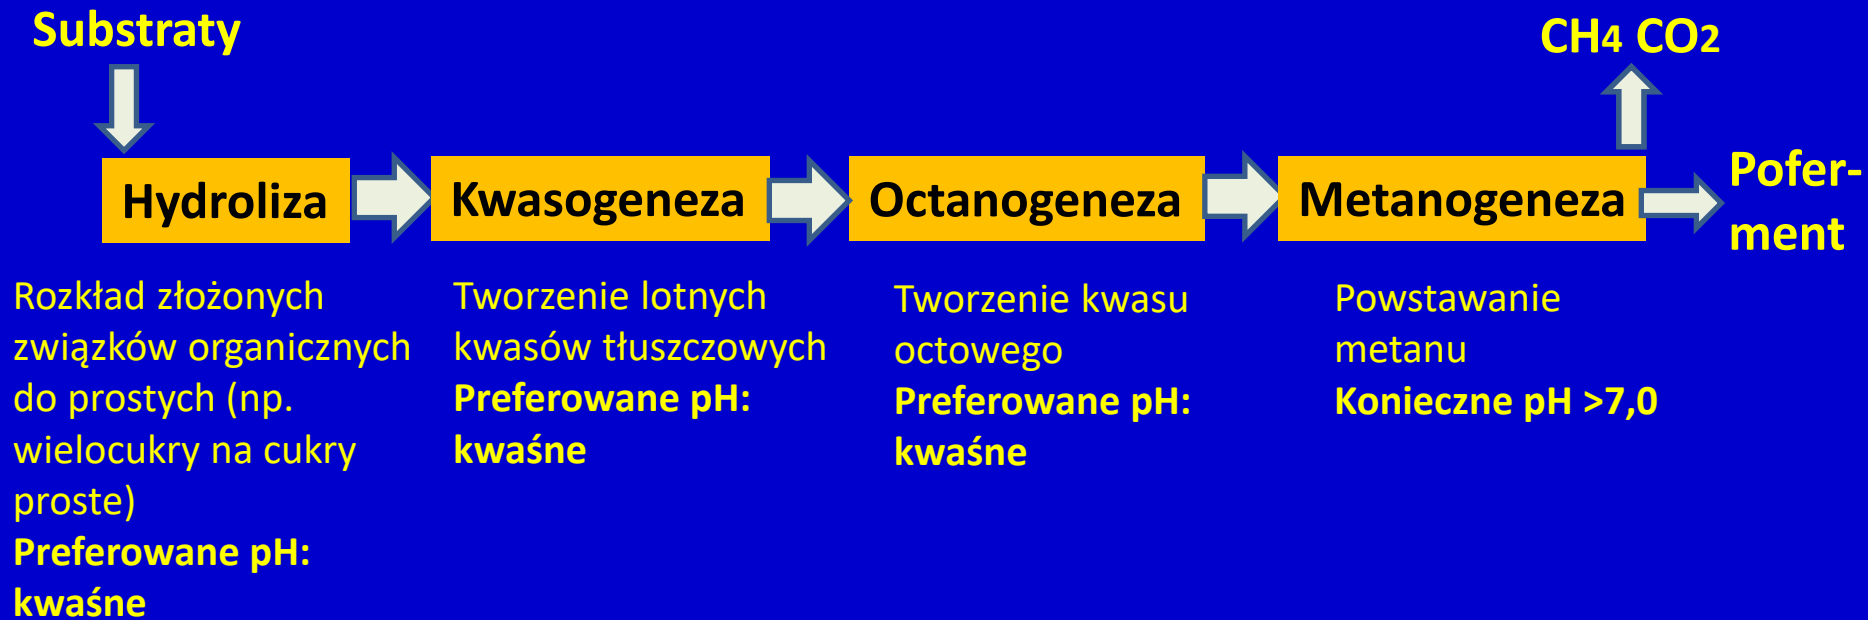 Substraty
CH4 CO2
Hydroliza
Kwasogeneza
Octanogeneza
Metanogeneza
Pofer-
ment
Rozkład złożonych
związków organicznych
do prostych (np.
wielocukry na cukry
proste)
Preferowane pH:
kwaśne
Tworzenie lotnych
kwasów tłuszczowych
Preferowane pH:
kwaśne
Tworzenie kwasu
octowego
Preferowane pH:
kwaśne
Powstawanie
metanu
Konieczne pH >7,0